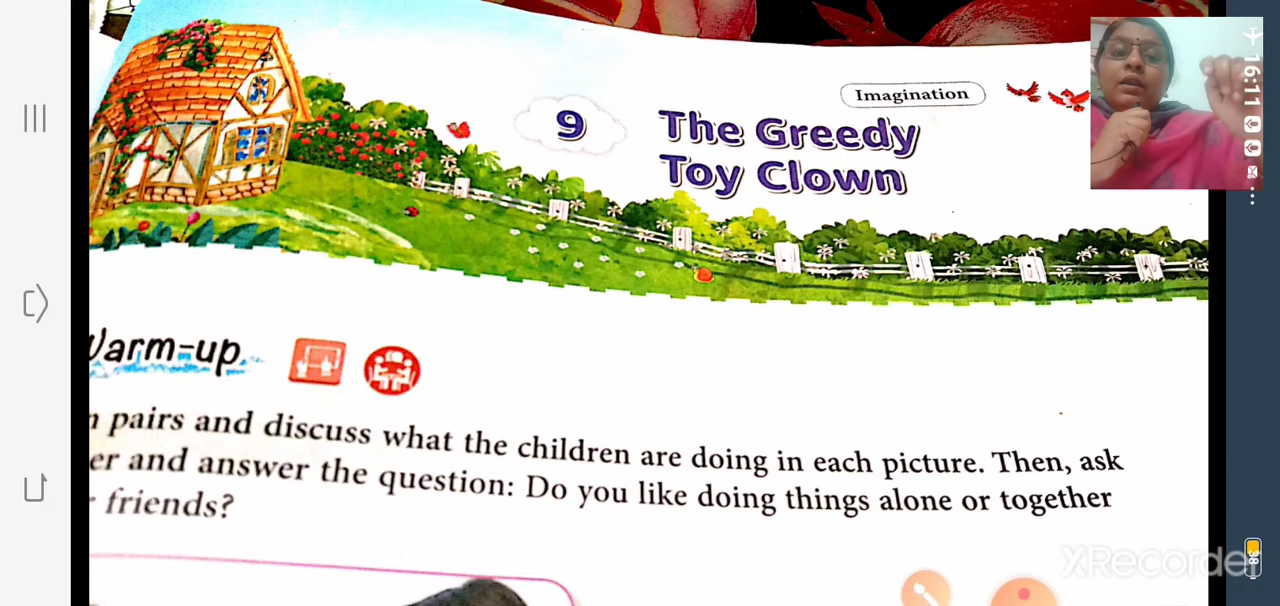 Imagination
9
The Greedy
Toy Clown
Warm-up
pairs and discuss what the children are doing in each picture. Then, ask
and answer the question: Do you like doing things alone or together
friends?
16:11
38
XRecorder